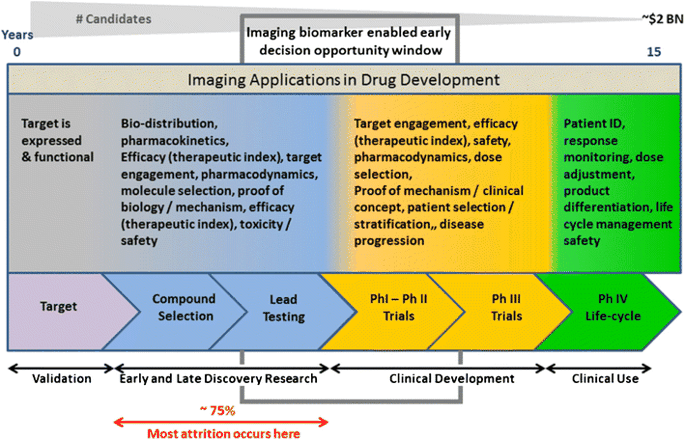 # Candidates
~$2 BN
Imaging biomarker enabled early
decision opportunity window
Years
0
15
Imaging Applications in Drug Development
Target is
expressed
& functional
Bio-distribution,
pharmacokinetics,
Efficacy (therapeutic index), target
engagement, pharmacodynamics,
molecule selection, proof of
biology / mechanism, efficacy
(therapeutic index), toxicity /
safety
Target engagement, efficacy
(therapeutic index), safety,
pharmacodynamics, dose
selection,
Proof of mechanism / clinical
concept, patient selection /
stratification,, disease
progression
Patient ID,
response
monitoring, dose
adjustment,
product
differentiation, life
cycle management
safety
Target
Compound
Selection
Lead
Testing
PhI – Ph II
Trials
Ph III
Trials
Ph IV
Life-cycle
Validation
Early and Late Discovery Research
Clinical Development
Clinical Use
~ 75%
Most attrition occurs here